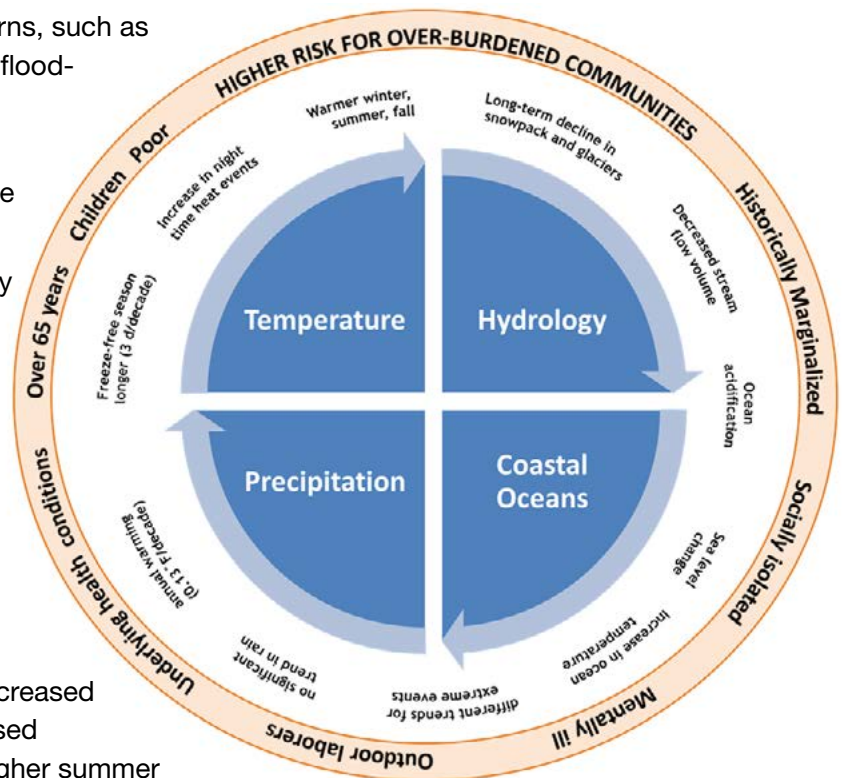 rns, such as
flood-
e
y
creased
sed
gher summer
HIGHER RISK FOR OVER-BURDENED COMMUNITIES
Historically Marginalized
Socially isolated
Mentally ill
Outdoor laborers
Underlying health conditions
Over 65 years
Children
Poor
Warmer winter,
summer, fall
Long-term decline in
snowpack and glaciers
Decreased stream
flow volume
Ocean
acidification
Sea level
change
Increase in ocean
temperature
different trends for
extreme events
no significant
trend in rain
annual warming
(0.13˚F/decade)
Freeze-free season
longer (3 d/decade)
Increase in night
time heat events
Temperature
Hydrology
Precipitation
Coastal
Oceans